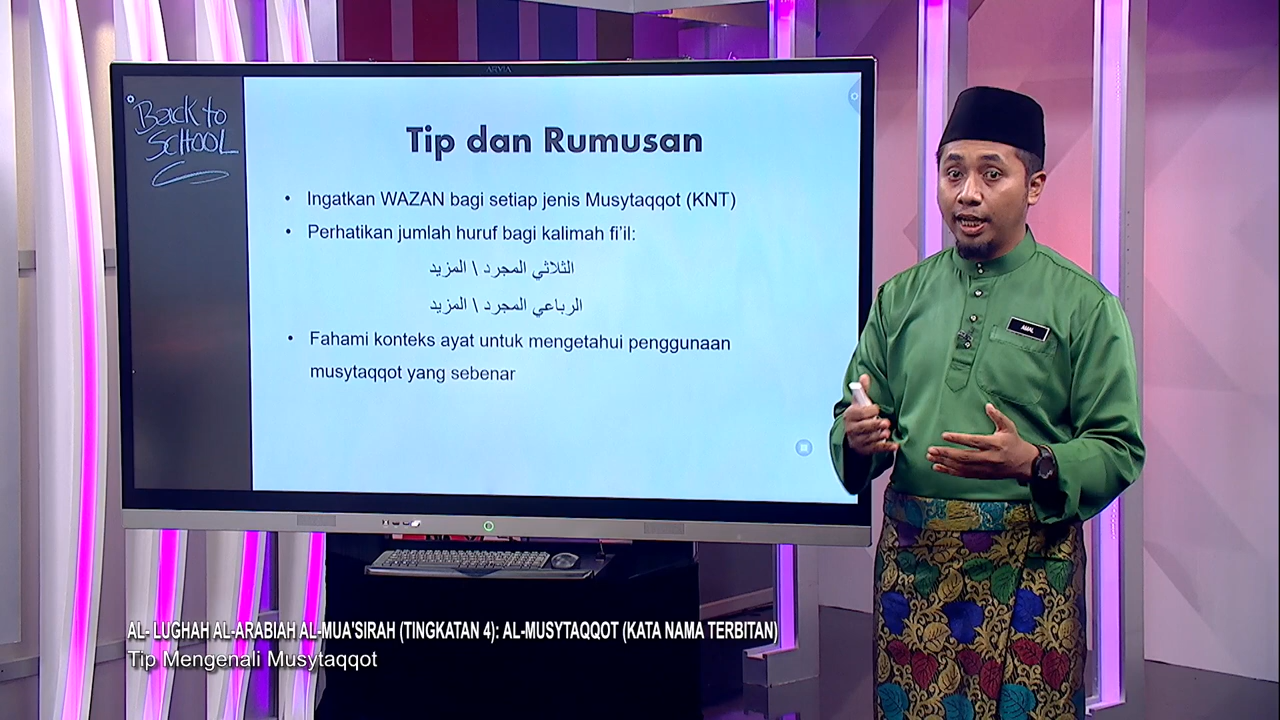 ARVIA
Back to
SCHOOL
Tip dan Rumusan
• Ingatkan WAZAN bagi setiap jenis Musytaqqot (KNT)
• Perhatikan jumlah huruf bagi kalimah fi’il:
الثلاثي المجرد \ المزيد
الرباعي المجرد \ المزيد
• Fahami konteks ayat untuk mengetahui penggunaan
musytaqqot yang sebenar
AMAL
AL- LUGHAH AL-ARABIAH AL-MUA'SIRAH (TINGKATAN 4): AL-MUSYTAQQOT (KATA NAMA TERBITAN)
Tip Mengenali Musytaqqot